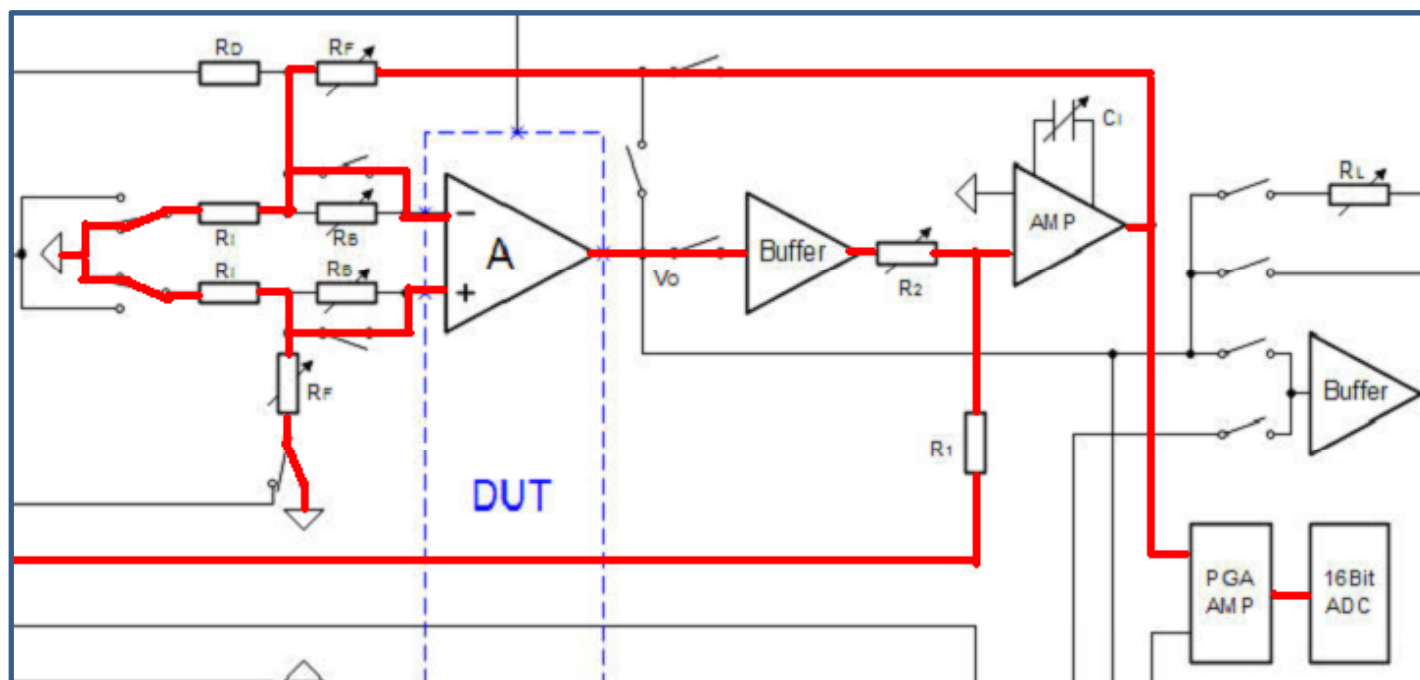 RD
RF
CI
RL
AMP
RI
RB
A
Buffer
RI
RB
Vo
R2
Buffer
RF
R1
DUT
PGA
AMP
16Bit
ADC